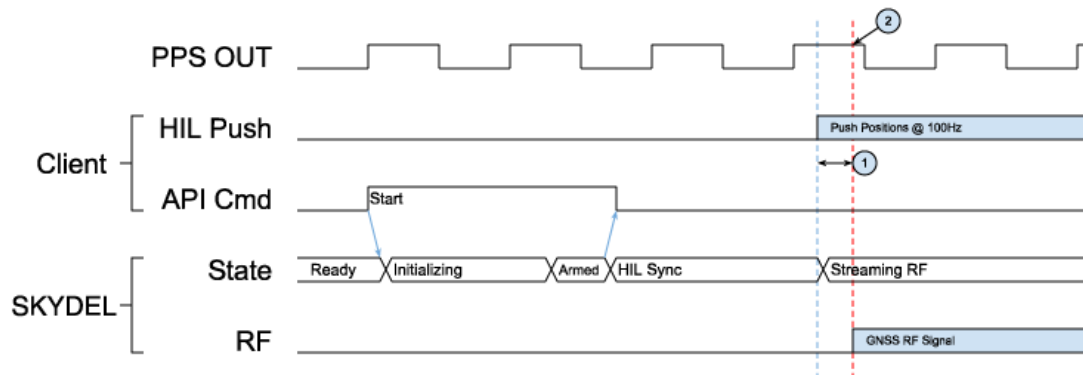 2
PPS OUT
HIL Push
Push Positions @ 100Hz
Client
1
API Cmd
Start
State
Ready
Initializing
Armed
HIL Sync
Streaming RF
SKYDEL
RF
GNSS RF Signal